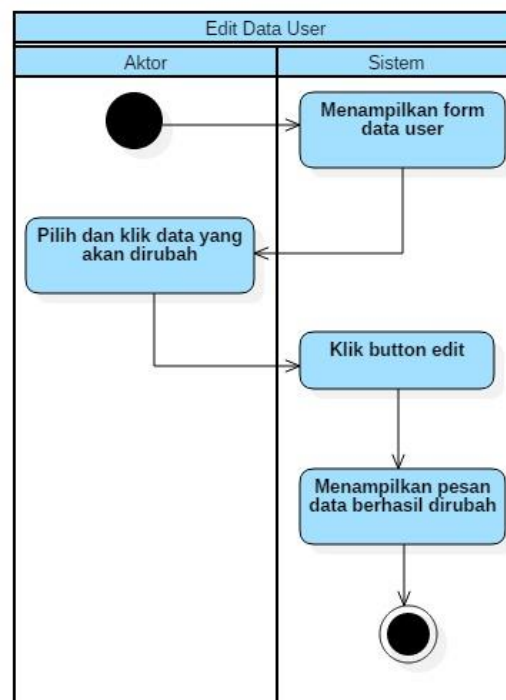 Edit Data User
Aktor
Sistem
Menampilkan form
data user
Pilih dan klik data yang
akan dirubah
Klik button edit
Menampilkan pesan
data berhasil dirubah